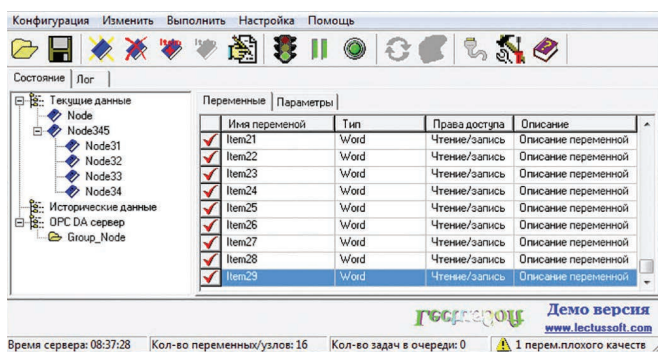 Конфигурация Изменить Выполнить Настройка Помощь
Состояние Лог
Текущие данные
Node
Node345
Node31
Node32
Node33
Node34
Исторические данные
OPC DA сервер
Group_Node
Переменные Параметры
Имя переменой Тип Права доступа Описание
Item21 Word Чтение/запись Описание переменной
Item22 Word Чтение/запись Описание переменной
Item23 Word Чтение/запись Описание переменной
Item24 Word Чтение/запись Описание переменной
Item25 Word Чтение/запись Описание переменной
Item26 Word Чтение/запись Описание переменной
Item27 Word Чтение/запись Описание переменной
Item28 Word Чтение/запись Описание переменной
Item29 Word Чтение/запись Описание переменной
LectusSoft Демо версия
www.lectussoft.com
Время сервера: 08:37:28 Кол-во переменных/узлов: 16 Кол-во задач в очереди: 0 1 перем.плохого качеств